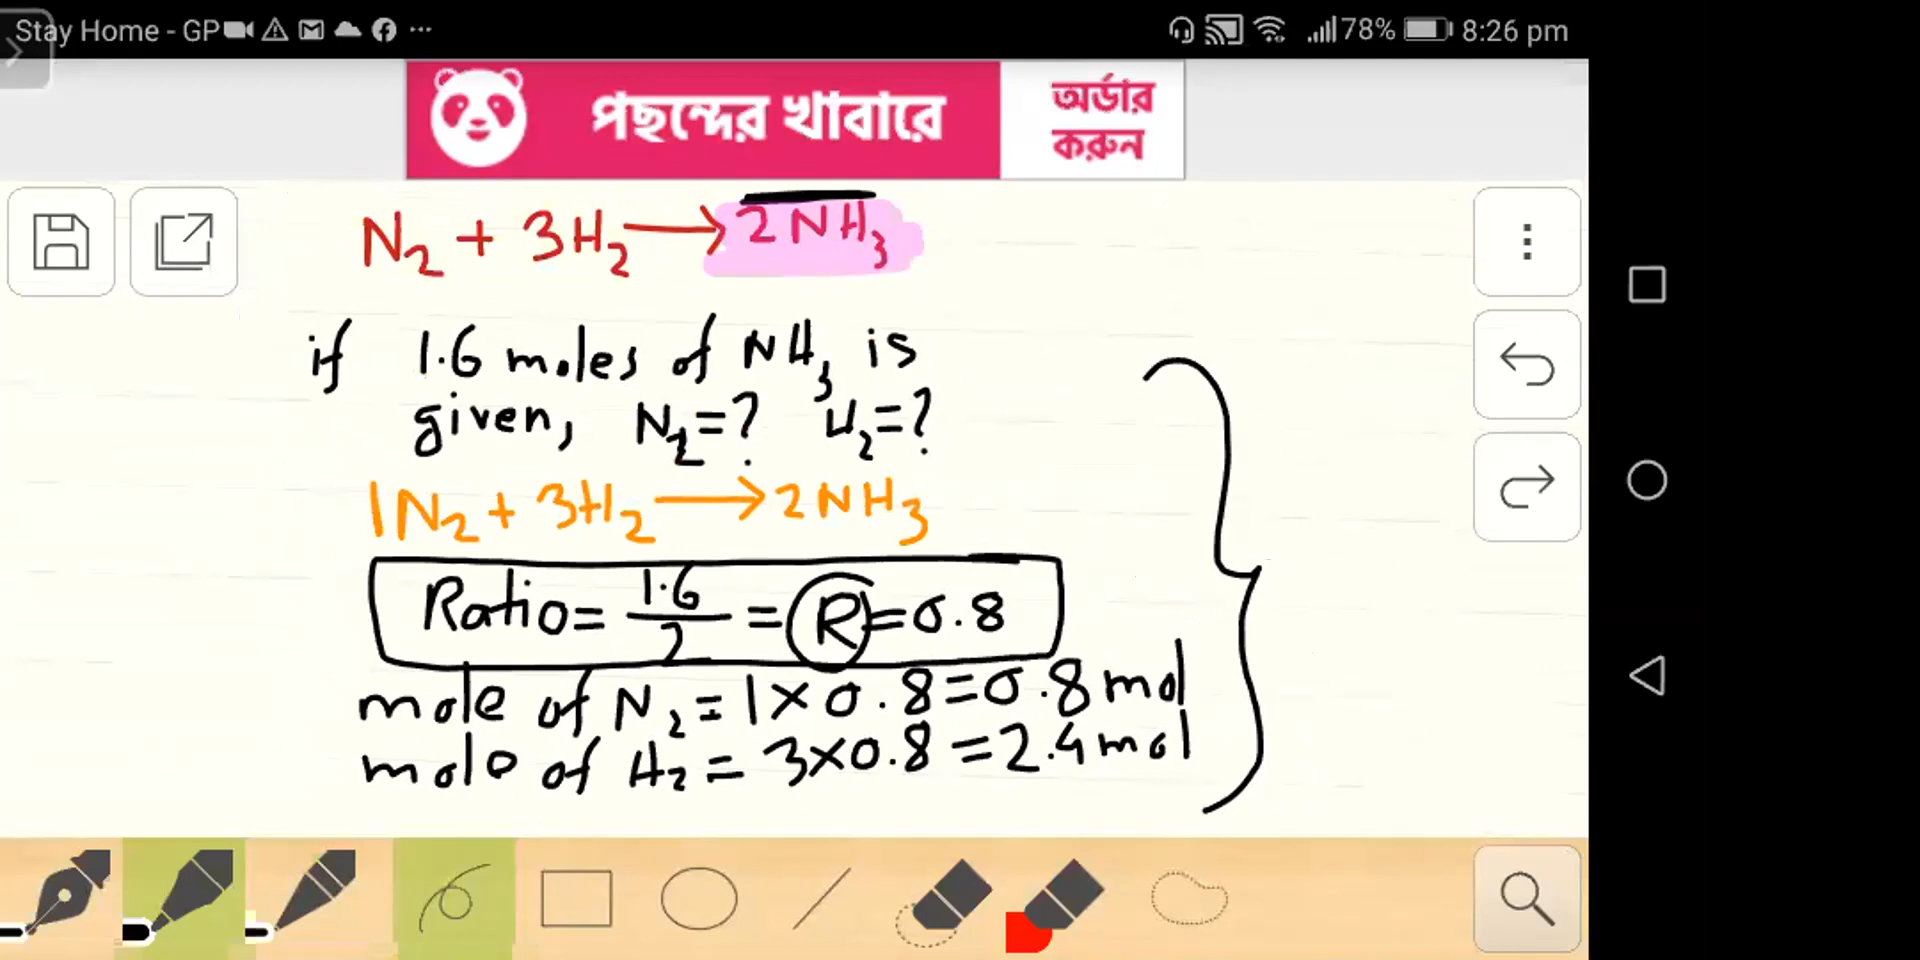 Stay Home - GP ... 78% 8:26 pm
পছন্দের খাবারে অর্ডার করুন
N₂ + 3H₂ → 2NH₃
if 1.6 moles of NH₃ is
given, N₂=? H₂=?
1N₂ + 3H₂ → 2NH₃
Ratio = 1.6/2 = R = 0.8
mole of N₂ = 1×0.8 = 0.8 mol
mole of H₂ = 3×0.8 = 2.4 mol